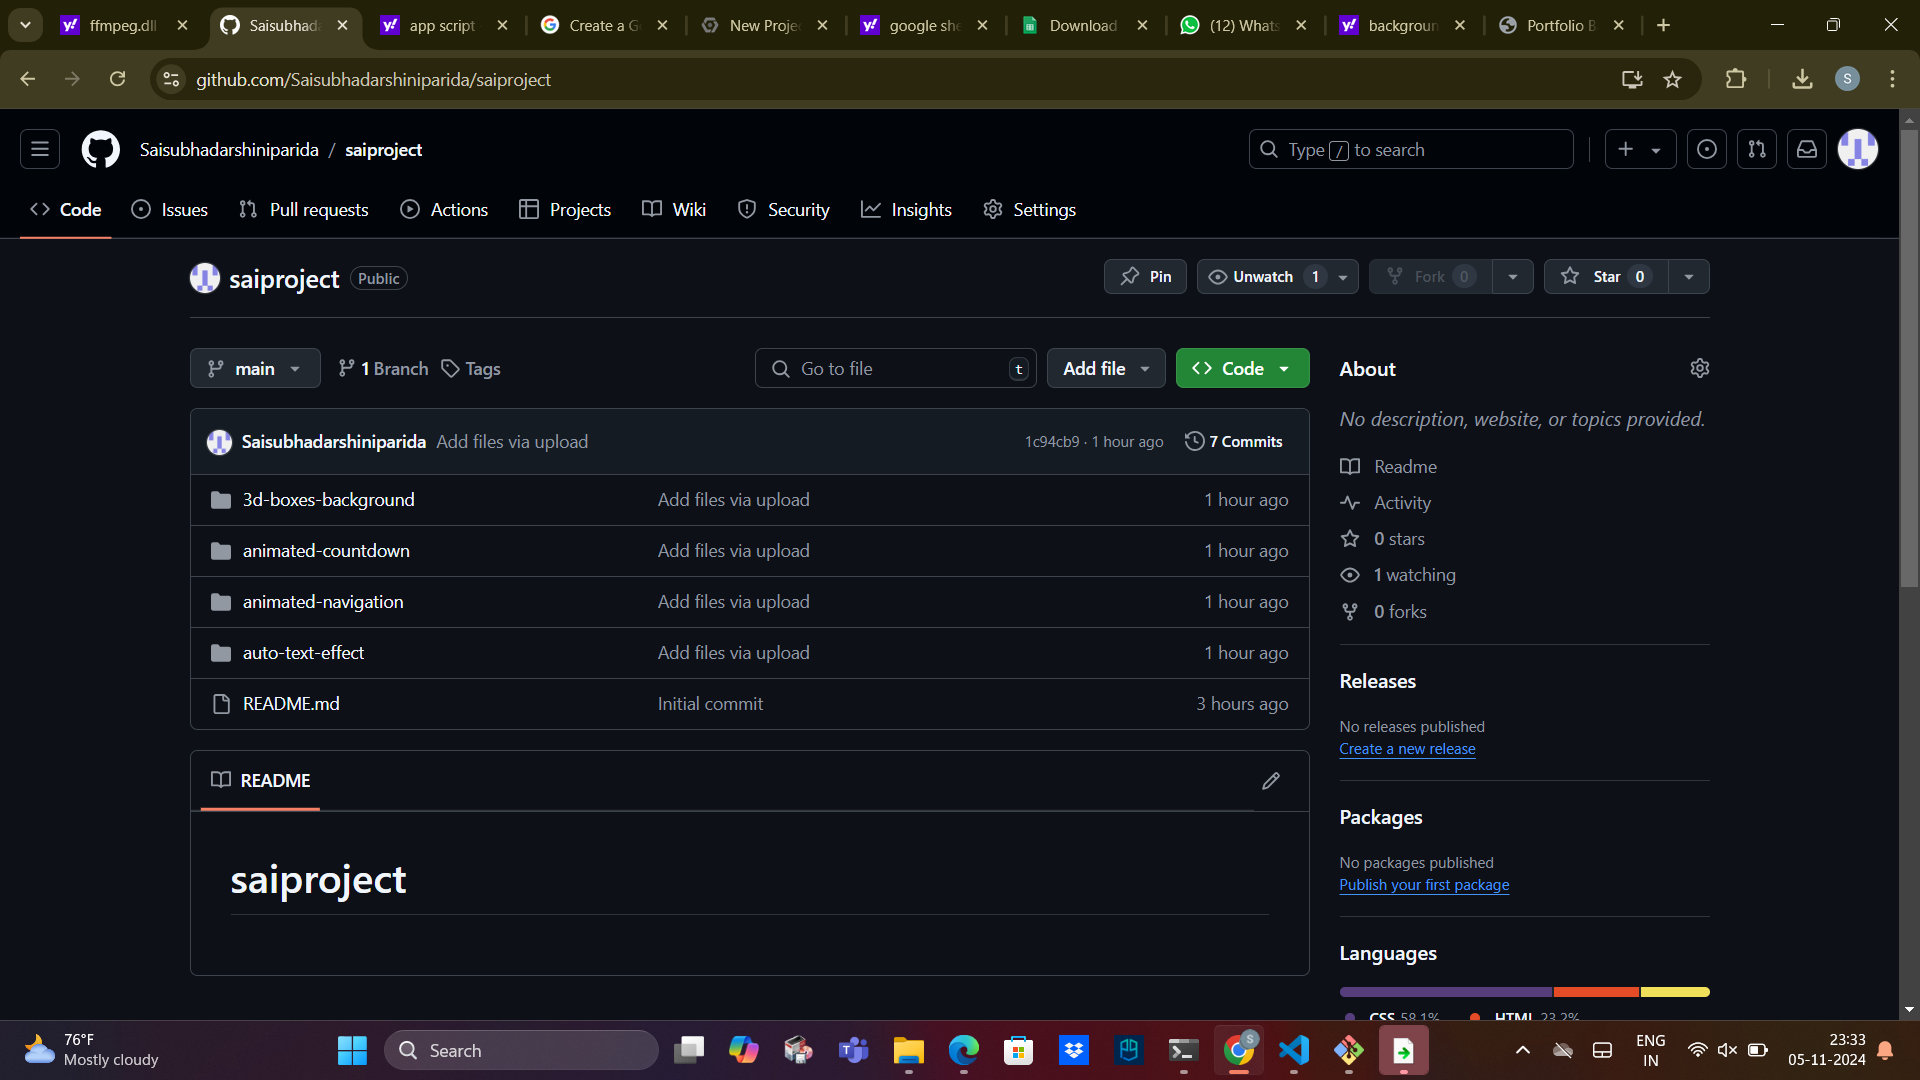 ffmpeg.dll
Saisubhada
app script
Create a G
New Proje
google she
Download
(12) Whats
backgroun
Portfolio B
github.com/Saisubhadarshiniparida/saiproject
S
Saisubhadarshiniparida / saiproject
Type / to search
Code
Issues
Pull requests
Actions
Projects
Wiki
Security
Insights
Settings
saiproject Public
Pin
Unwatch 1
Fork 0
Star 0
main
1 Branch
Tags
Go to file t
Add file
Code
Saisubhadarshiniparida Add files via upload 1c94cb9 · 1 hour ago 7 Commits
3d-boxes-background Add files via upload 1 hour ago
animated-countdown Add files via upload 1 hour ago
animated-navigation Add files via upload 1 hour ago
auto-text-effect Add files via upload 1 hour ago
README.md Initial commit 3 hours ago
README
saiproject
About
No description, website, or topics provided.
Readme
Activity
0 stars
1 watching
0 forks
Releases
No releases published
Create a new release
Packages
No packages published
Publish your first package
Languages
CSS 58.1% HTML 23.2%
76°F
Mostly cloudy
Search
ENG
IN
23:33
05-11-2024